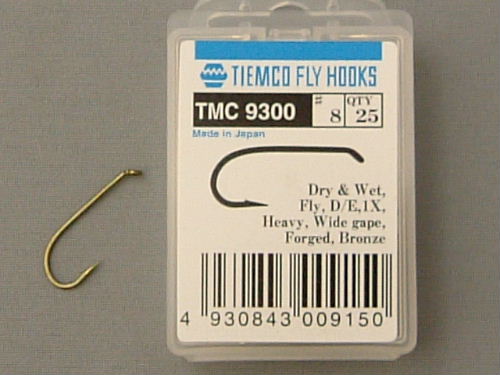 TIEMCO FLY HOOKS
TMC 9300 # 8 QTY 25
Made in Japan
Dry & Wet,
Fly, D/E,1X,
Heavy, Wide gape,
Forged, Bronze
4 930843 009150